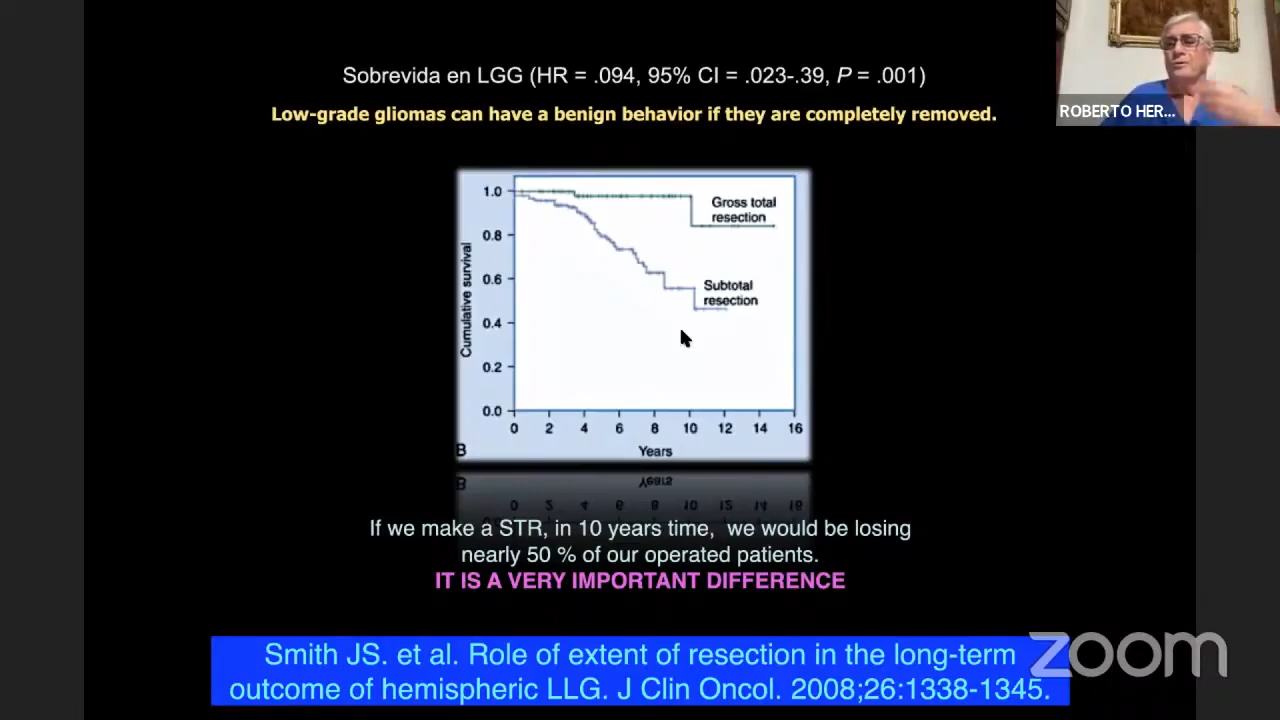 Sobrevida en LGG (HR = .094, 95% CI = .023-.39, P = .001)
Low-grade gliomas can have a benign behavior if they are completely removed.
ROBERTO HER...
1.0
0.8
0.6
0.4
0.2
0.0
Cumulative survival
Gross total
resection
Subtotal
resection
0 2 4 6 8 10 12 14 16
B
Years
If we make a STR, in 10 years time, we would be losing
nearly 50 % of our operated patients.
IT IS A VERY IMPORTANT DIFFERENCE
Smith JS. et al. Role of extent of resection in the long-term
outcome of hemispheric LLG. J Clin Oncol. 2008;26:1338-1345.
zoom